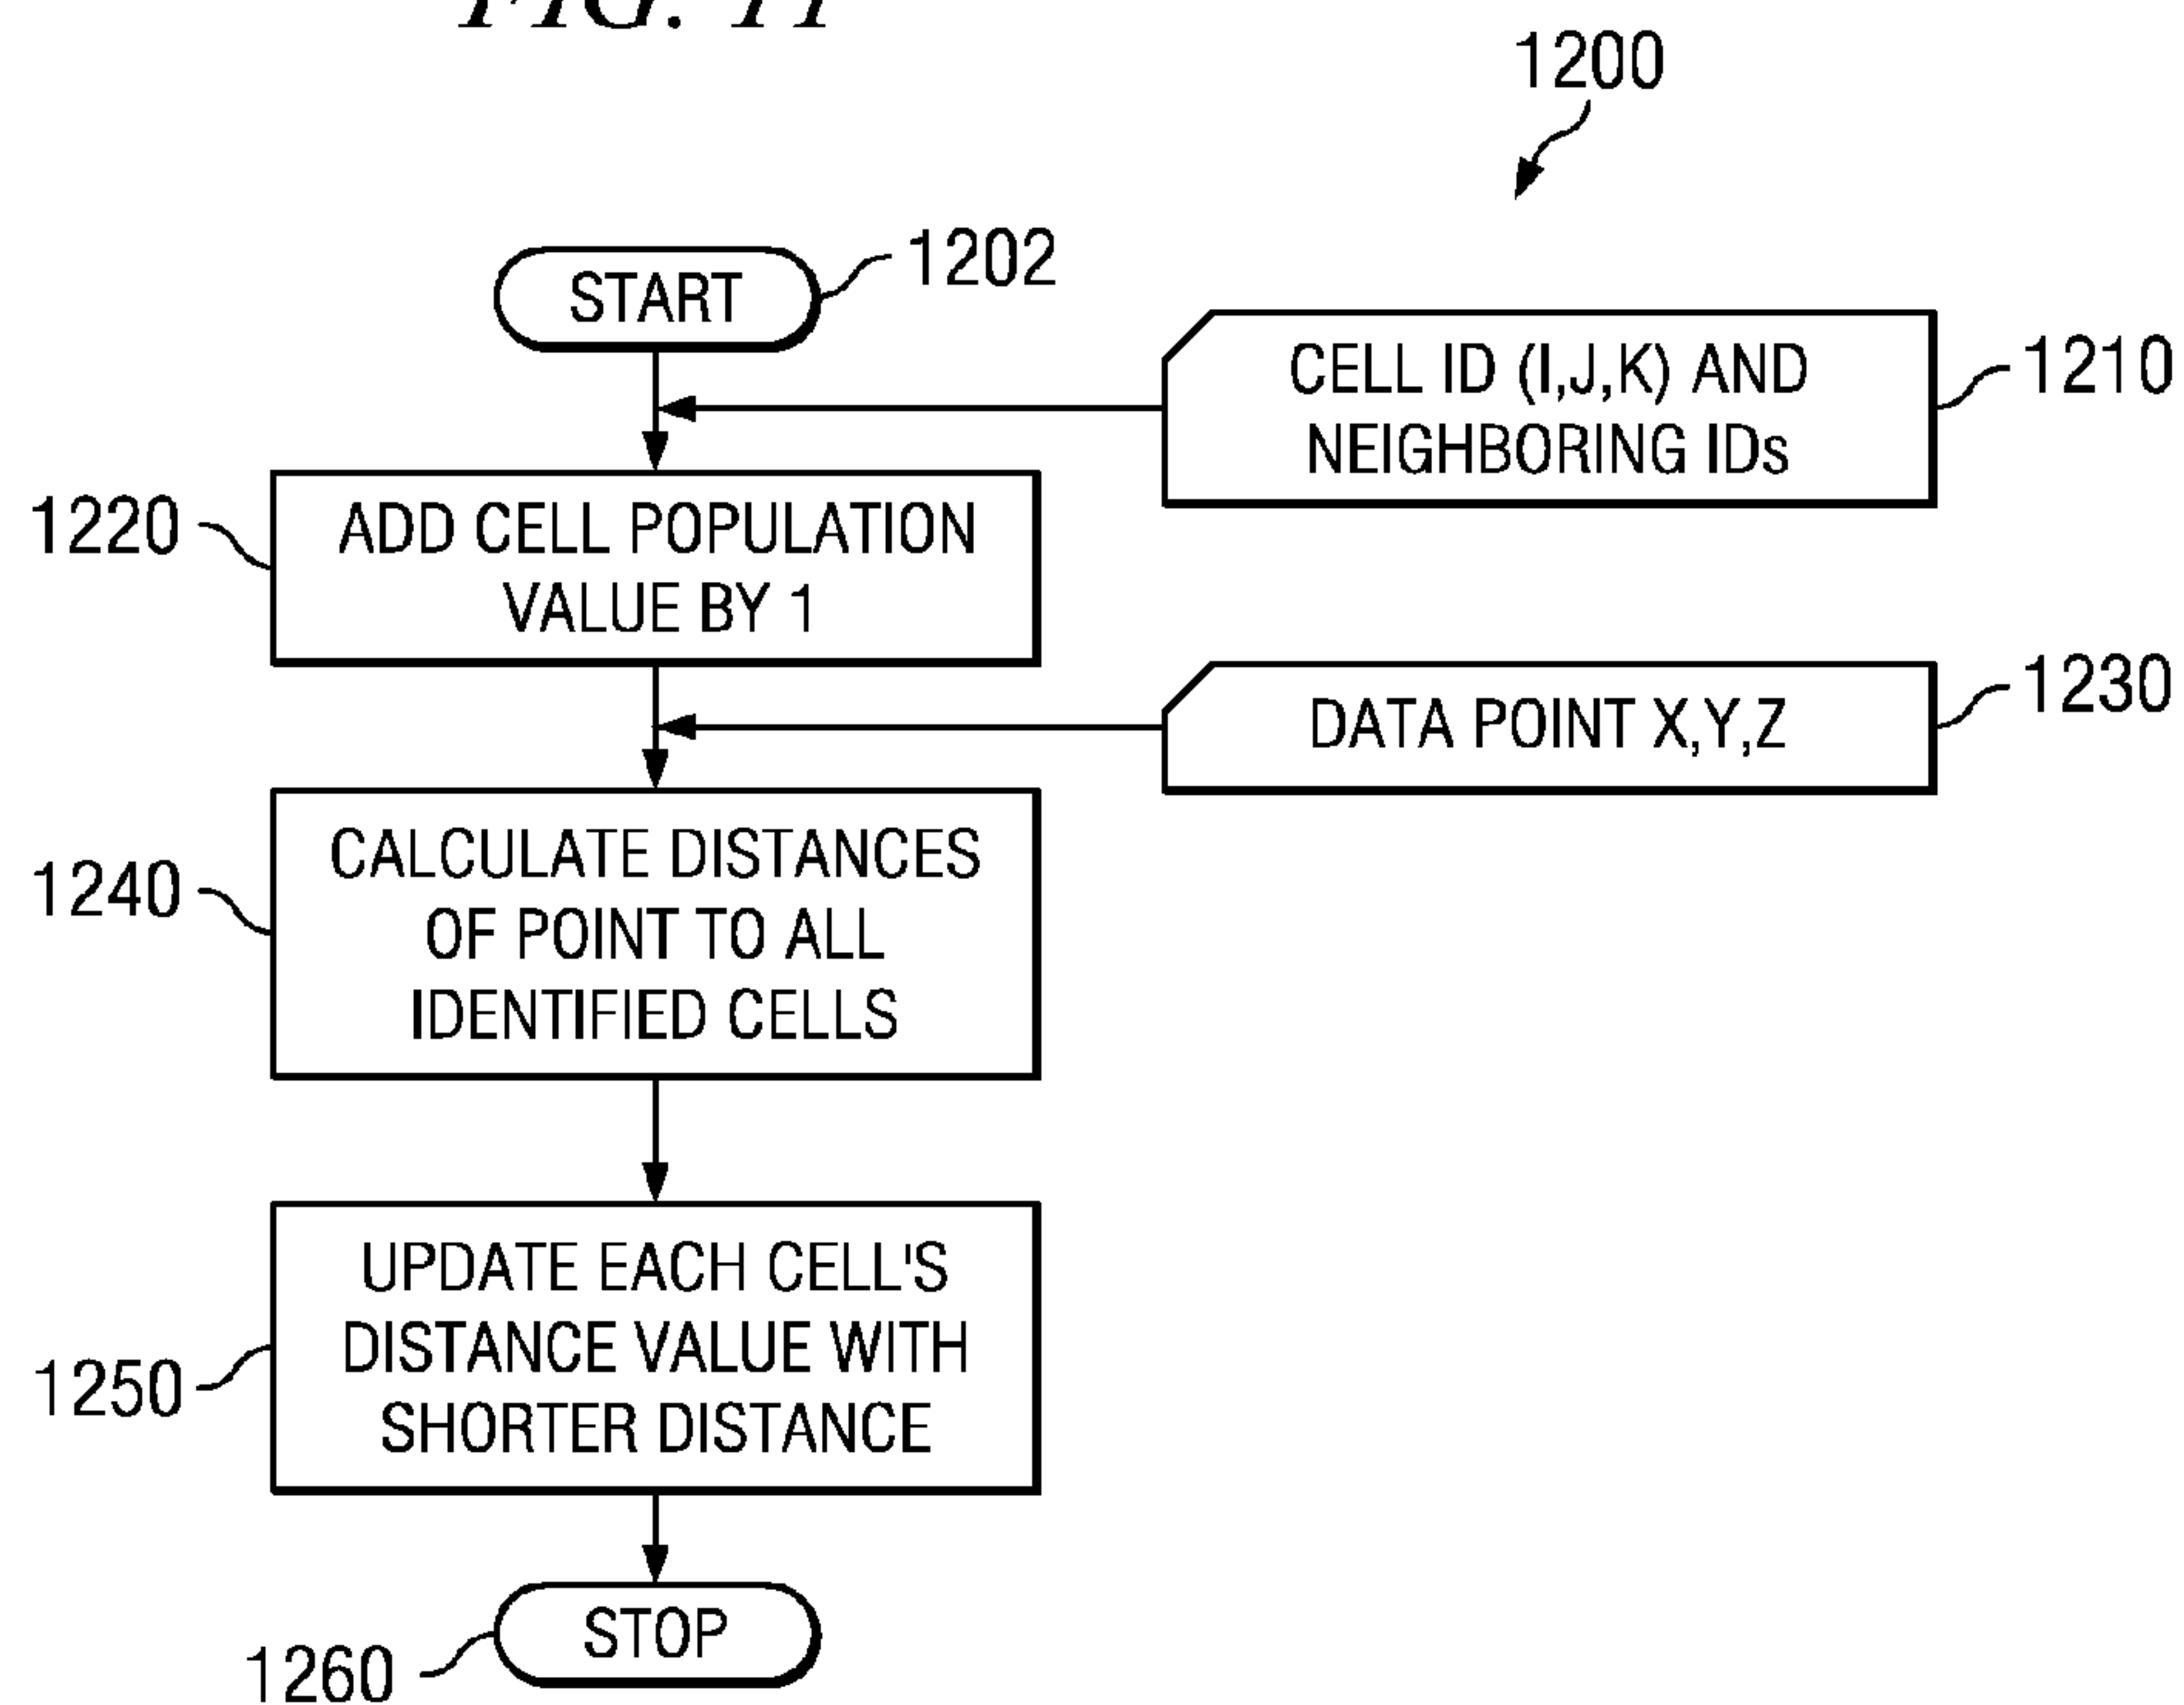 FIG. 11
1200
START
1202
CELL ID (I,J,K) AND
NEIGHBORING IDs
1210
1220
ADD CELL POPULATION
VALUE BY 1
DATA POINT X,Y,Z
1230
1240
CALCULATE DISTANCES
OF POINT TO ALL
IDENTIFIED CELLS
1250
UPDATE EACH CELL'S
DISTANCE VALUE WITH
SHORTER DISTANCE
STOP
1260